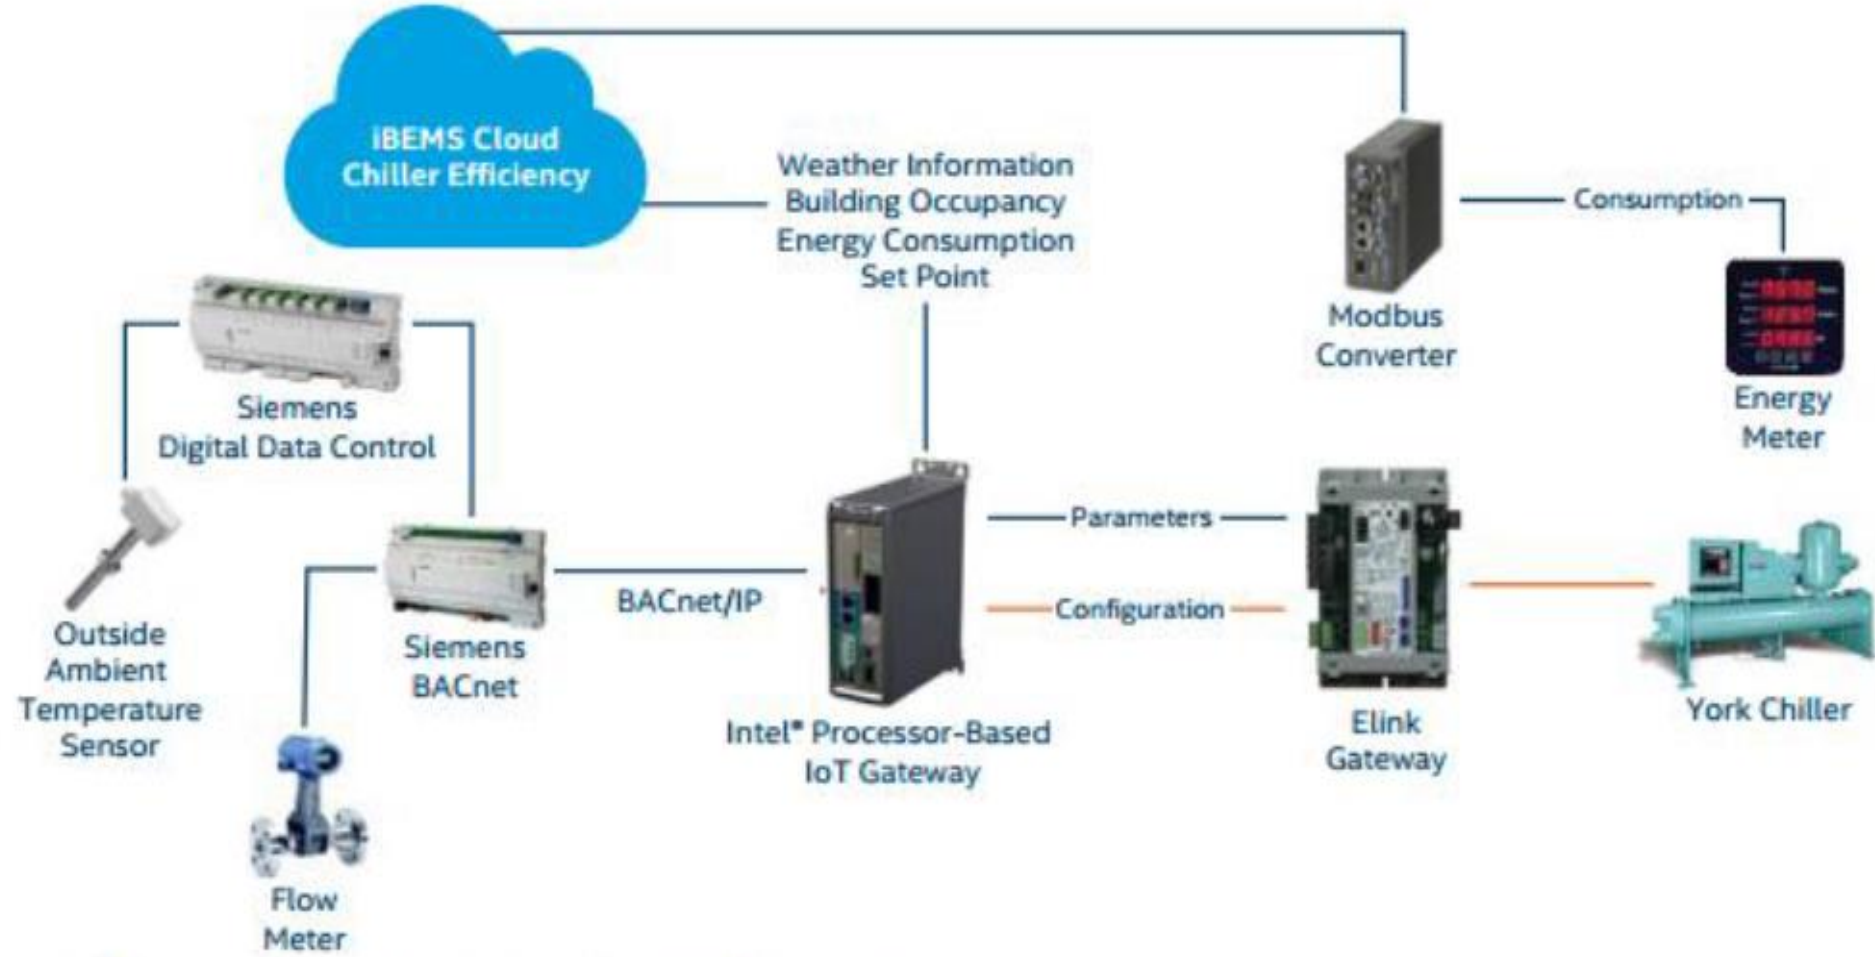 iBEMS Cloud
Chiller Efficiency
Weather Information
Building Occupancy
Energy Consumption
Set Point
Consumption
Modbus
Converter
Energy
Meter
Siemens
Digital Data Control
Parameters
BACnet/IP
Configuration
Outside
Ambient
Temperature
Sensor
Siemens
BACnet
Intel® Processor-Based
IoT Gateway
Elink
Gateway
York Chiller
Flow
Meter